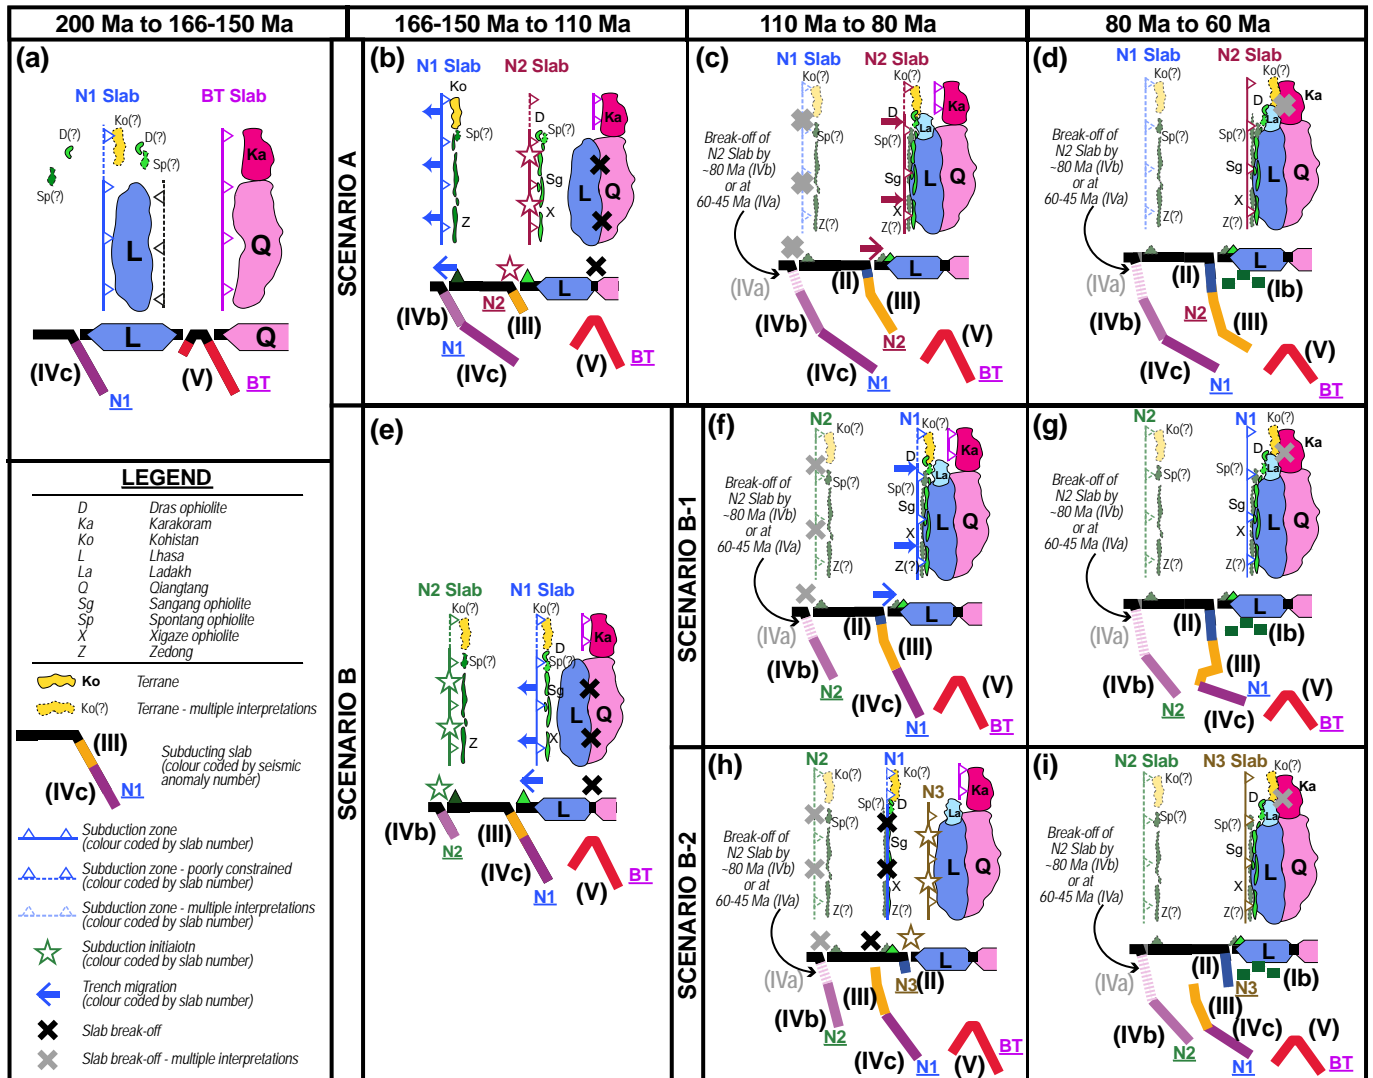 200 Ma to 166-150 Ma
166-150 Ma to 110 Ma
110 Ma to 80 Ma
80 Ma to 60 Ma
(a)
N1 Slab
BT Slab
D(?)
Ko(?)
D(?)
Sp(?)
Sp(?)
Ka
L
Q
L
Q
(IVc)
(V)
N1
BT
SCENARIO A
(b)
N1 Slab
N2 Slab
Ko
D
Ka
Sp(?)
Sg
L
Q
X
Z
N2
L
(IVb)
(III)
N1
(IVc)
(V)
BT
(c)
N1 Slab
N2 Slab
Ko(?)
Ko(?)
Ka
D
La
Break-off of
N2 Slab by
~80 Ma (IVb)
or at
60-45 Ma (IVa)
Sp(?)
Sp(?)
Sg
L
Q
X
Z(?)
Z(?)
L
(IVa)
(II)
(III)
(IVb)
N2
(V)
(IVc)
N1
BT
(d)
N1 Slab
N2 Slab
Ko(?)
Ko(?)
Ka
D
La
Break-off of
N2 Slab by
~80 Ma (IVb)
or at
60-45 Ma (IVa)
Sp(?)
Sp(?)
Sg
L
Q
X
Z(?)
Z(?)
L
(IVa)
(II)
(Ib)
(IVb)
N2
(III)
(V)
(IVc)
N1
BT
LEGEND
D Dras ophiolite
Ka Karakoram
Ko Kohistan
L Lhasa
La Ladakh
Q Qiangtang
Sg Sangang ophiolite
Sp Spontang ophiolite
X Xigaze ophiolite
Z Zedong
Ko Terrane
Ko(?) Terrane - multiple interpretations
(III)
(IVc)
N1
Subducting slab
(colour coded by seismic
anomaly number)
Subduction zone
(colour coded by slab number)
Subduction zone - poorly constrained
(colour coded by slab number)
Subduction zone - multiple interpretations
(colour coded by slab number)
Subduction initiaiotn
(colour coded by slab number)
Trench migration
(colour coded by slab number)
Slab break-off
Slab break-off - multiple interpretations
SCENARIO B
(e)
N2 Slab
N1 Slab
Ko(?)
Ko(?)
Ka
D
Sp(?)
Sp(?)
Sg
L
Q
X
Z
L
(IVb)
(III)
N2
(IVc)
(V)
N1
BT
SCENARIO B-1
(f)
N2
N1
Ko(?)
Ko(?)
Ka
D
La
Break-off of
N2 Slab by
~80 Ma (IVb)
or at
60-45 Ma (IVa)
Sp(?)
Sp(?)
Sg
L
Q
X
Z(?)
Z(?
L
(IVa)
(II)
(III)
(IVb)
N2
(V)
(IVc)
N1
BT
(g)
N2
N1
Ko(?)
Ko(?)
Ka
D
La
Break-off of
N2 Slab by
~80 Ma (IVb)
or at
60-45 Ma (IVa)
Sp(?)
Sp(?)
Sg
L
Q
X
Z(?)
Z(?)
L
(IVa)
(II)
(Ib)
(III)
(IVb)
N2
N1
(IVc)
(V)
BT
SCENARIO B-2
(h)
N2
N1
Ko(?)
Ko(?)
N3
Ka
Sp(?)
D
La
Sp(?)
Break-off of
N2 Slab by
~80 Ma (IVb)
or at
60-45 Ma (IVa)
Sg
L
Q
X
Z(?)
Z(?)
L
(IVa)
N3
(II)
(III)
(IVb)
N2
(IVc)
N1
(V)
BT
(i)
N2 Slab
N3 Slab
Ko(?)
Ko(?)
Ka
D
La
Break-off of
N2 Slab by
~80 Ma (IVb)
or at
60-45 Ma (IVa)
Sp(?)
Sp(?)
Sg
L
Q
X
Z(?)
Z(?)
L
(IVa)
(II)
N3
(Ib)
(III)
(IVb)
N2
(IVc)
(V)
N1
BT